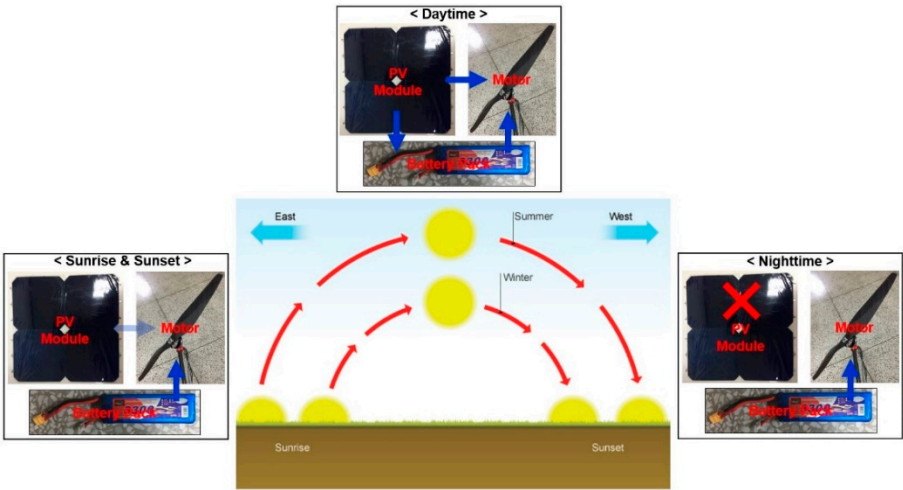 < Daytime >
PV
Module
Motor
Battery Pack
East
Summer
West
Winter
Sunrise
Sunset
< Sunrise & Sunset >
PV
Module
Motor
Battery Pack
< Nighttime >
PV
Module
Motor
Battery Pack